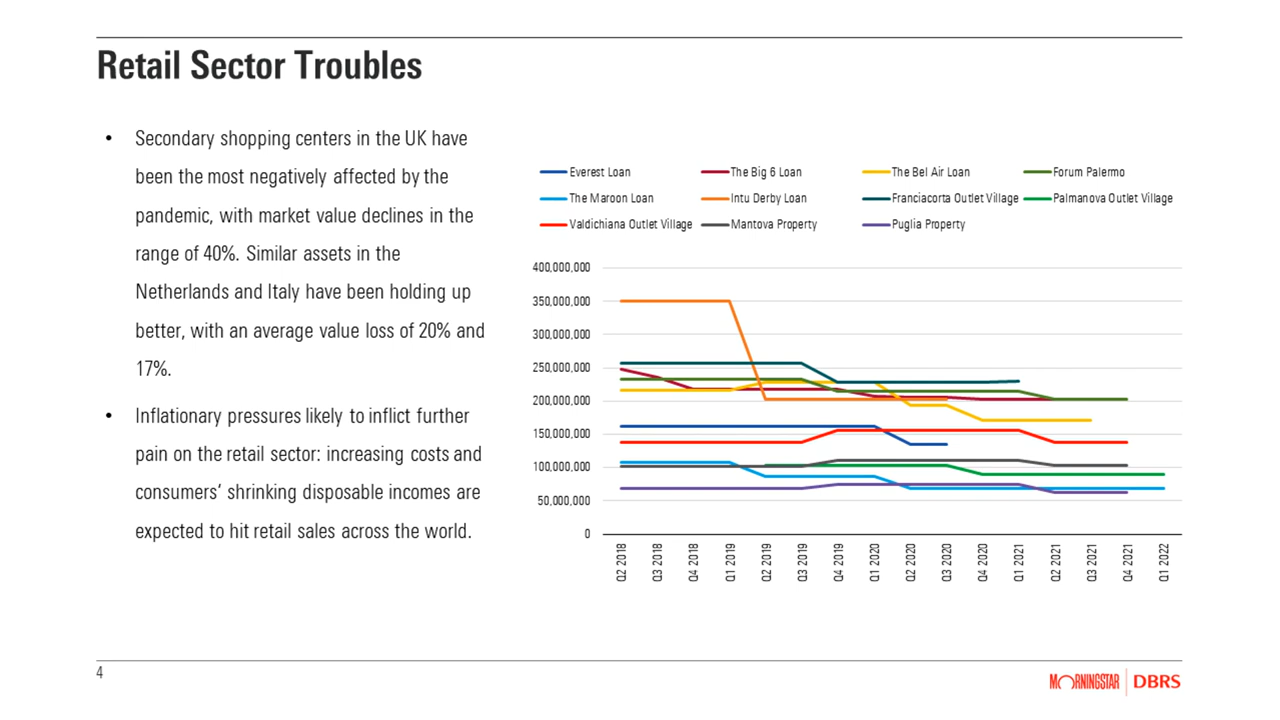 Retail Sector Troubles
• Secondary shopping centers in the UK have
been the most negatively affected by the
pandemic, with market value declines in the
range of 40%. Similar assets in the
Netherlands and Italy have been holding up
better, with an average value loss of 20% and
17%.
• Inflationary pressures likely to inflict further
pain on the retail sector: increasing costs and
consumers' shrinking disposable incomes are
expected to hit retail sales across the world.
Everest Loan The Big 6 Loan The Bel Air Loan Forum Palermo
The Maroon Loan Intu Derby Loan Franciacorta Outlet Village Palmanova Outlet Village
Valdichiana Outlet Village Mantova Property Puglia Property
400,000,000
350,000,000
300,000,000
250,000,000
200,000,000
150,000,000
100,000,000
50,000,000
0
Q2 2018
Q3 2018
Q4 2018
Q1 2019
Q2 2019
Q3 2019
Q4 2019
Q1 2020
Q2 2020
Q3 2020
Q4 2020
Q1 2021
Q2 2021
Q3 2021
Q4 2021
Q1 2022
4
MORNINGSTAR DBRS